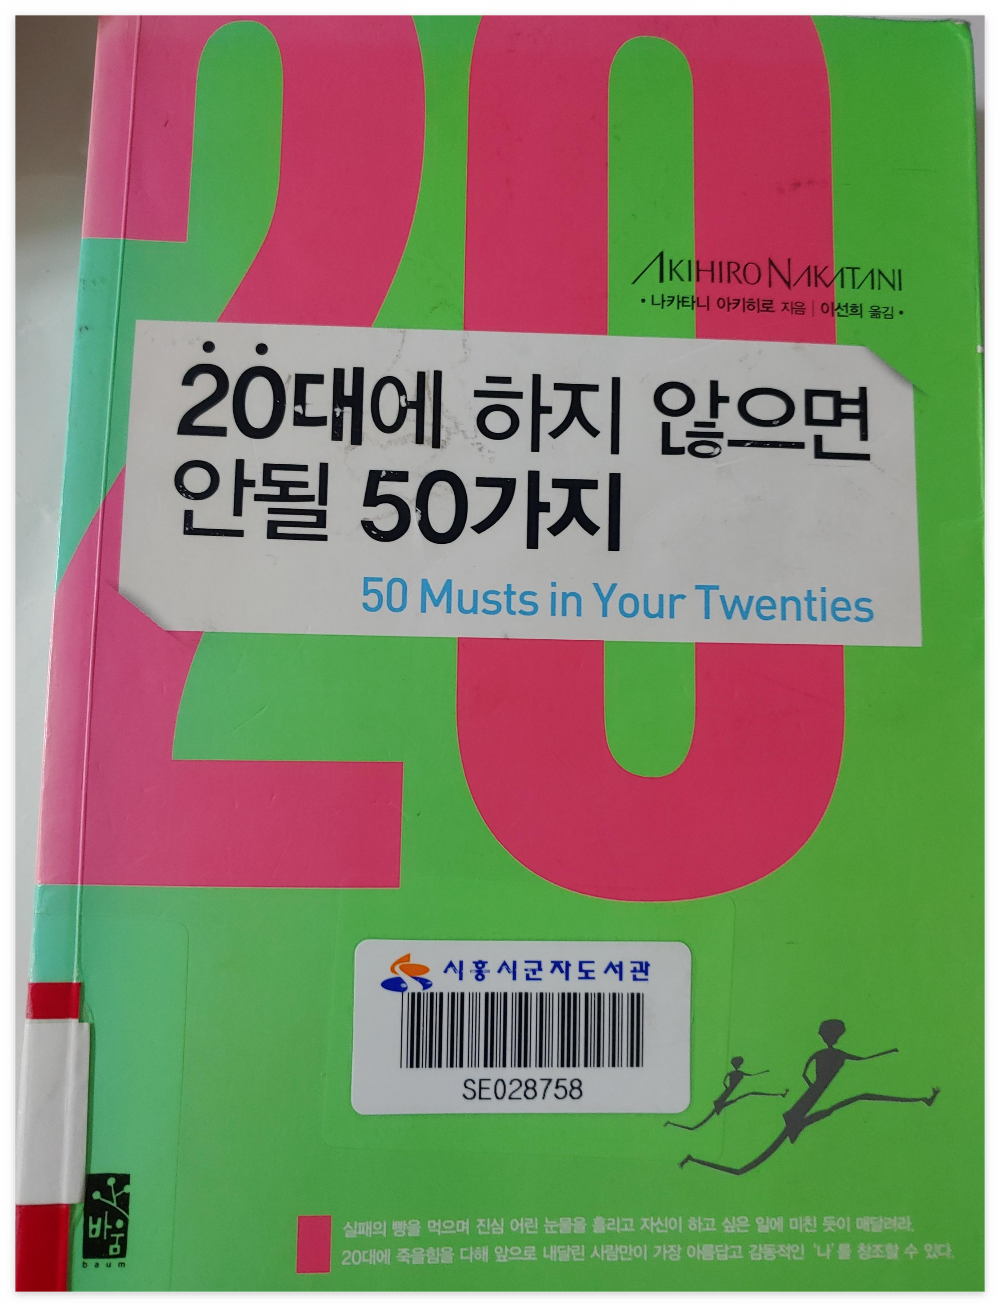 AKIHIRO NAKATANI
• 나카타니 아키히로 지음 | 이선희 옮김 •
20대에 하지 않으면
안될 50가지
50 Musts in Your Twenties
20
시흥시군자도서관
SE028758
바움
baum
실패의 빵을 먹으며 진심 어린 눈물을 흘리고 자신이 하고 싶은 일에 미친 듯이 매달려라.
20대에 죽을힘을 다해 앞으로 내달린 사람만이 가장 아름답고 감동적인 '나'를 창조할 수 있다.